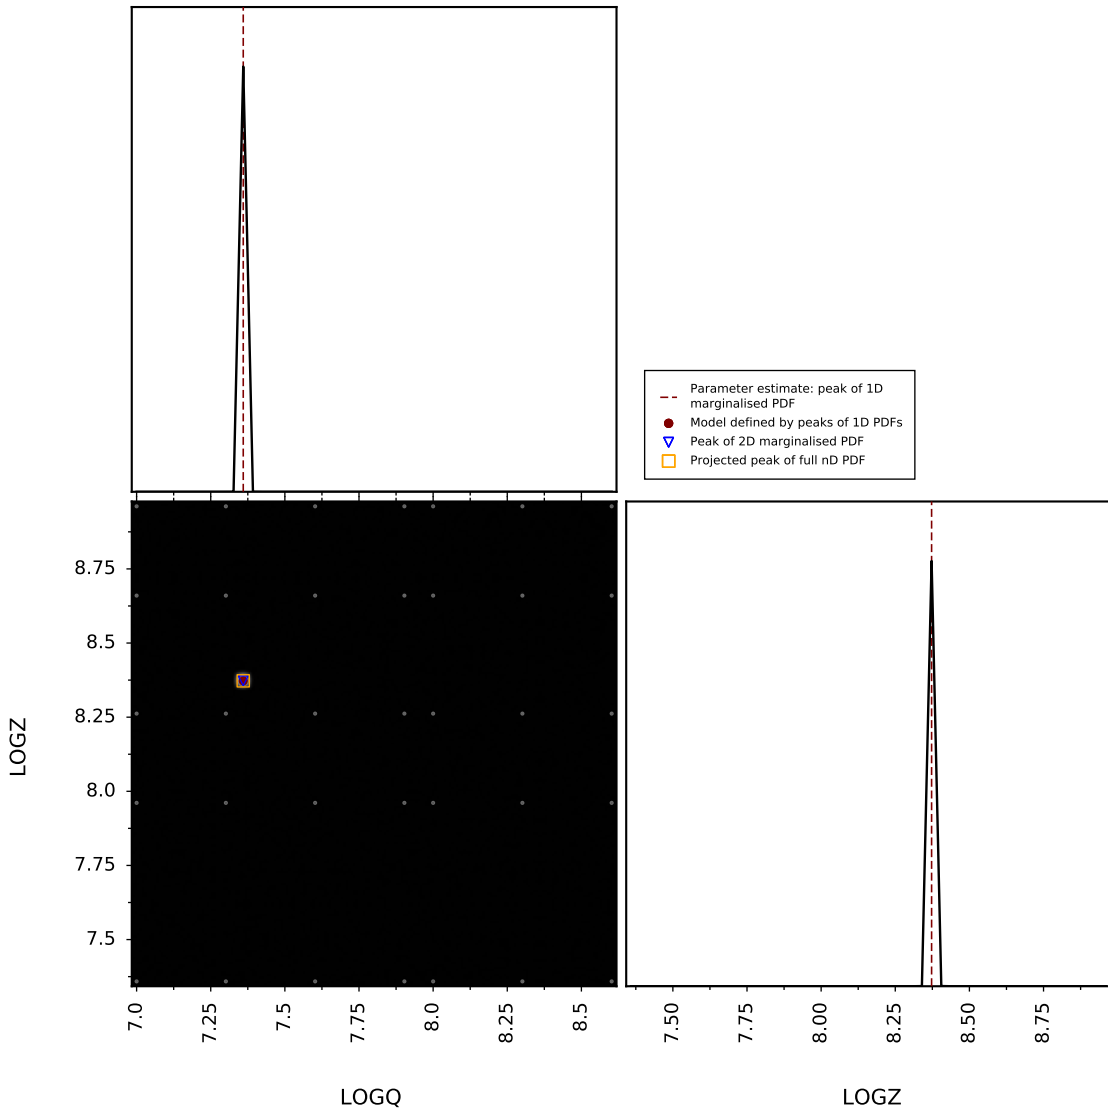 Parameter estimate: peak of 1D
marginalised PDF
Model defined by peaks of 1D PDFs
Peak of 2D marginalised PDF
Projected peak of full nD PDF
8.75
8.5
8.25
8.0
7.75
7.5
LOGZ
7.0
7.25
7.5
7.75
8.0
8.25
8.5
LOGQ
7.50
7.75
8.00
8.25
8.50
8.75
LOGZ